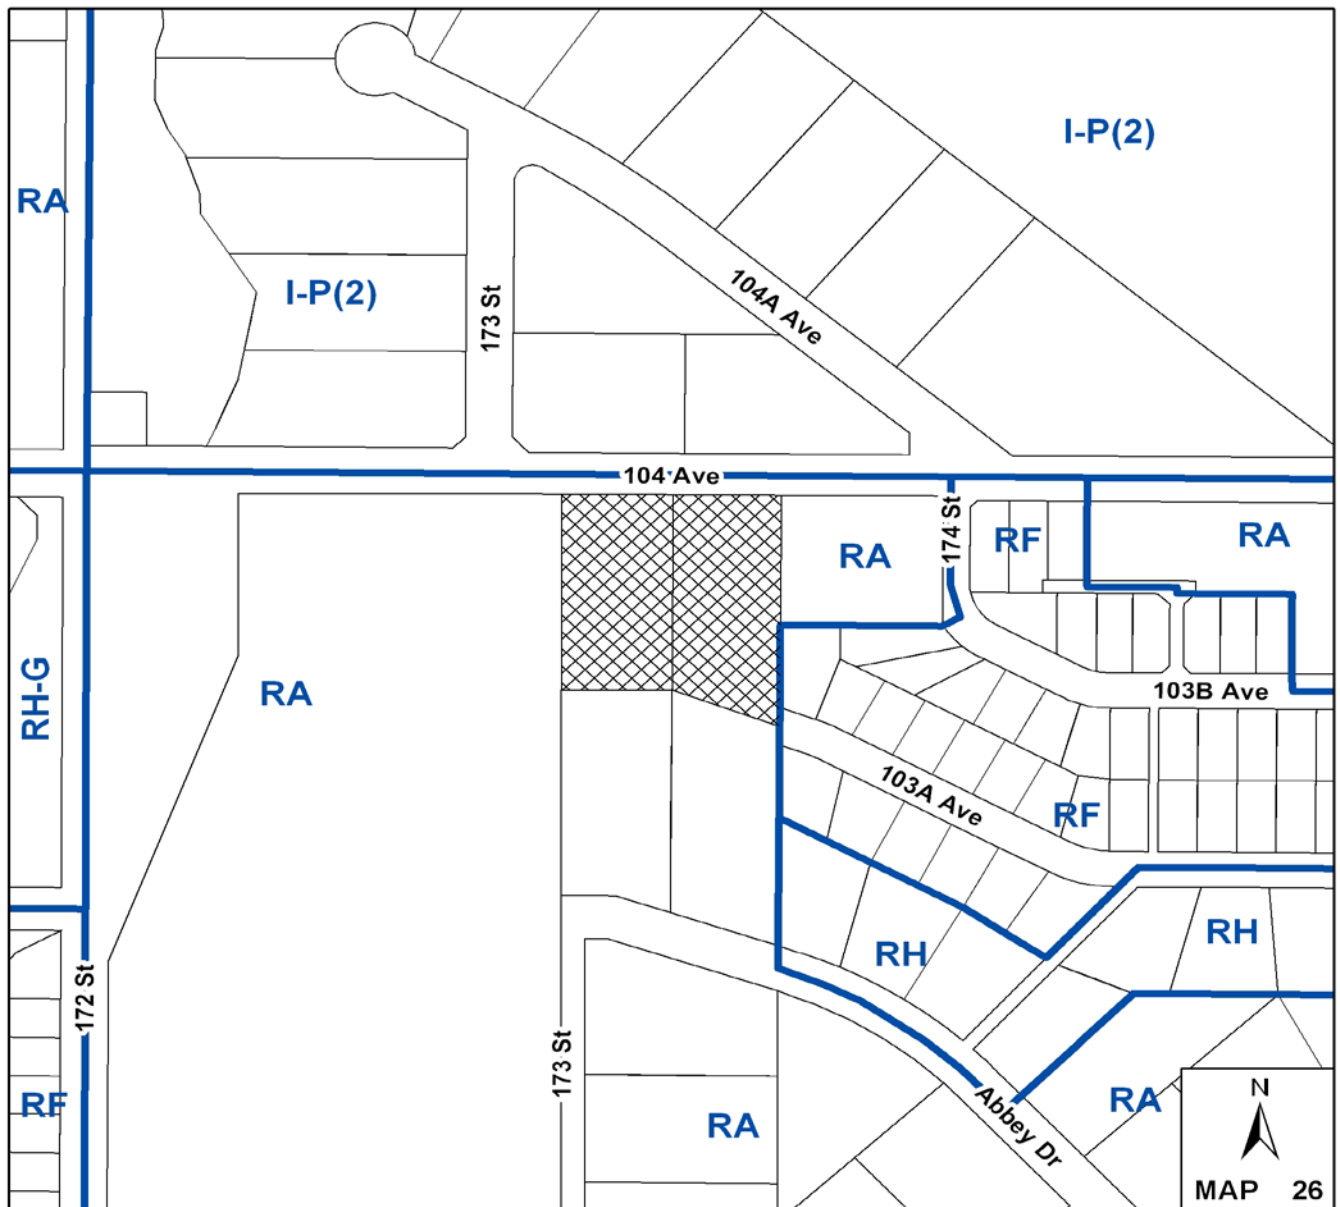 I-P(2)
RA
I-P(2)
173 St
104A Ave
104 Ave
174 St
RF
RA
RA
RH-G
RA
103B Ave
103A Ave
RF
RH
RH
172 St
173 St
RF
RA
Abbey Dr
RA
N
MAP 26